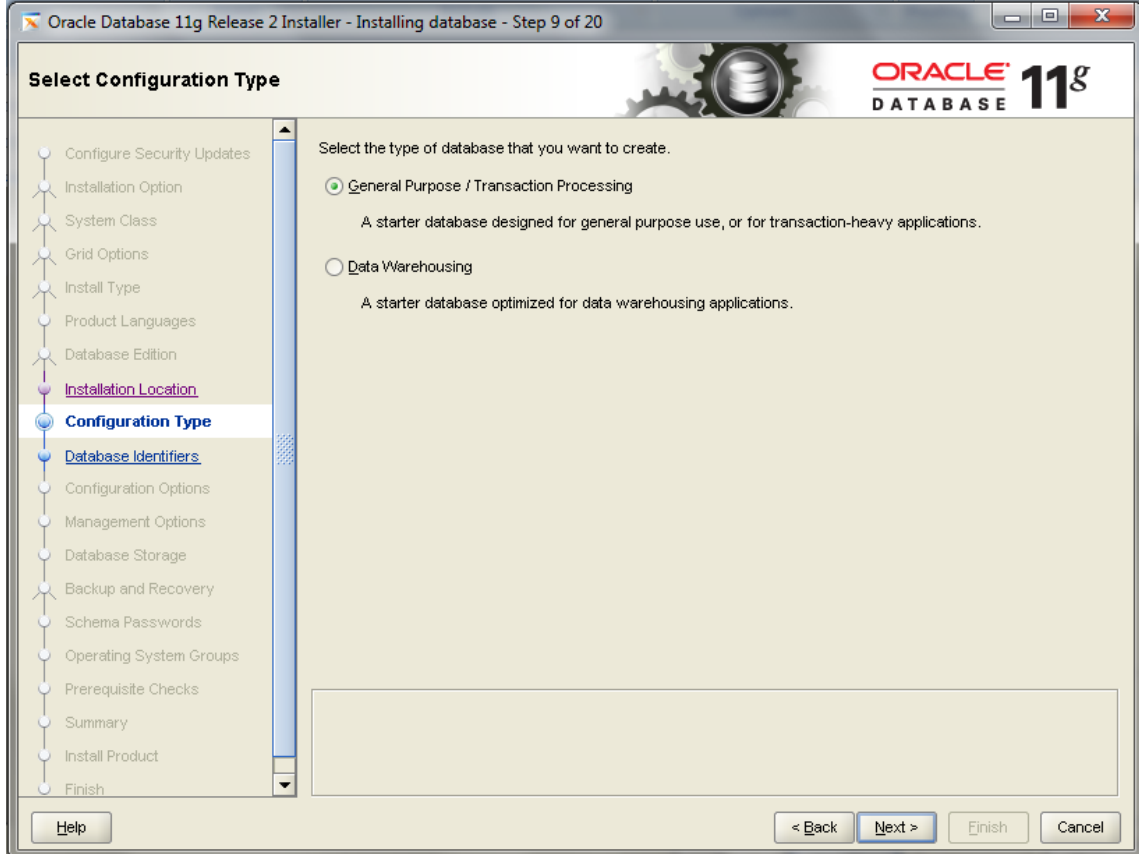 Oracle Database 11g Release 2 Installer - Installing database - Step 9 of 20
Select Configuration Type
ORACLE
DATABASE
11g
Configure Security Updates
Installation Option
System Class
Grid Options
Install Type
Product Languages
Database Edition
Installation Location
Configuration Type
Database Identifiers
Configuration Options
Management Options
Database Storage
Backup and Recovery
Schema Passwords
Operating System Groups
Prerequisite Checks
Summary
Install Product
Finish
Select the type of database that you want to create.
General Purpose / Transaction Processing
A starter database designed for general purpose use, or for transaction-heavy applications.
Data Warehousing
A starter database optimized for data warehousing applications.
Help
< Back
Next >
Finish
Cancel